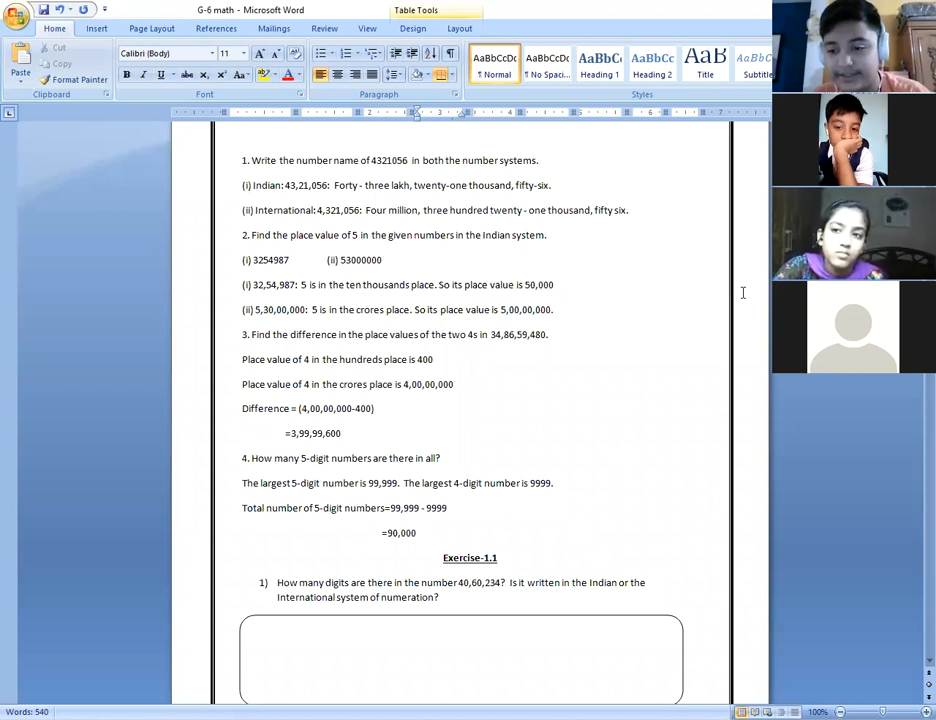 G-6 math - Microsoft Word
Table Tools
Home Insert Page Layout References Mailings Review View Design Layout
Cut
Copy
Format Painter
Paste
Clipboard
Calibri (Body) 11
Font
Paragraph
AaBbCcDc AaBbCcDc AaBbC AaBbCc AaB AaBbC
¶ Normal ¶ No Spaci... Heading 1 Heading 2 Title Subtitle
Styles
1. Write the number name of 4321056 in both the number systems.
(i) Indian: 43,21,056: Forty - three lakh, twenty-one thousand, fifty-six.
(ii) International: 4,321,056: Four million, three hundred twenty - one thousand, fifty six.
2. Find the place value of 5 in the given numbers in the Indian system.
(i) 3254987 (ii) 53000000
(i) 32,54,987: 5 is in the ten thousands place. So its place value is 50,000
(ii) 5,30,00,000: 5 is in the crores place. So its place value is 5,00,00,000.
3. Find the difference in the place values of the two 4s in 34,86,59,480.
Place value of 4 in the hundreds place is 400
Place value of 4 in the crores place is 4,00,00,000
Difference = (4,00,00,000-400)
=3,99,99,600
4. How many 5-digit numbers are there in all?
The largest 5-digit number is 99,999. The largest 4-digit number is 9999.
Total number of 5-digit numbers=99,999 - 9999
=90,000
Exercise-1.1
1) How many digits are there in the number 40,60,234? Is it written in the Indian or the
International system of numeration?
Words: 540
100%